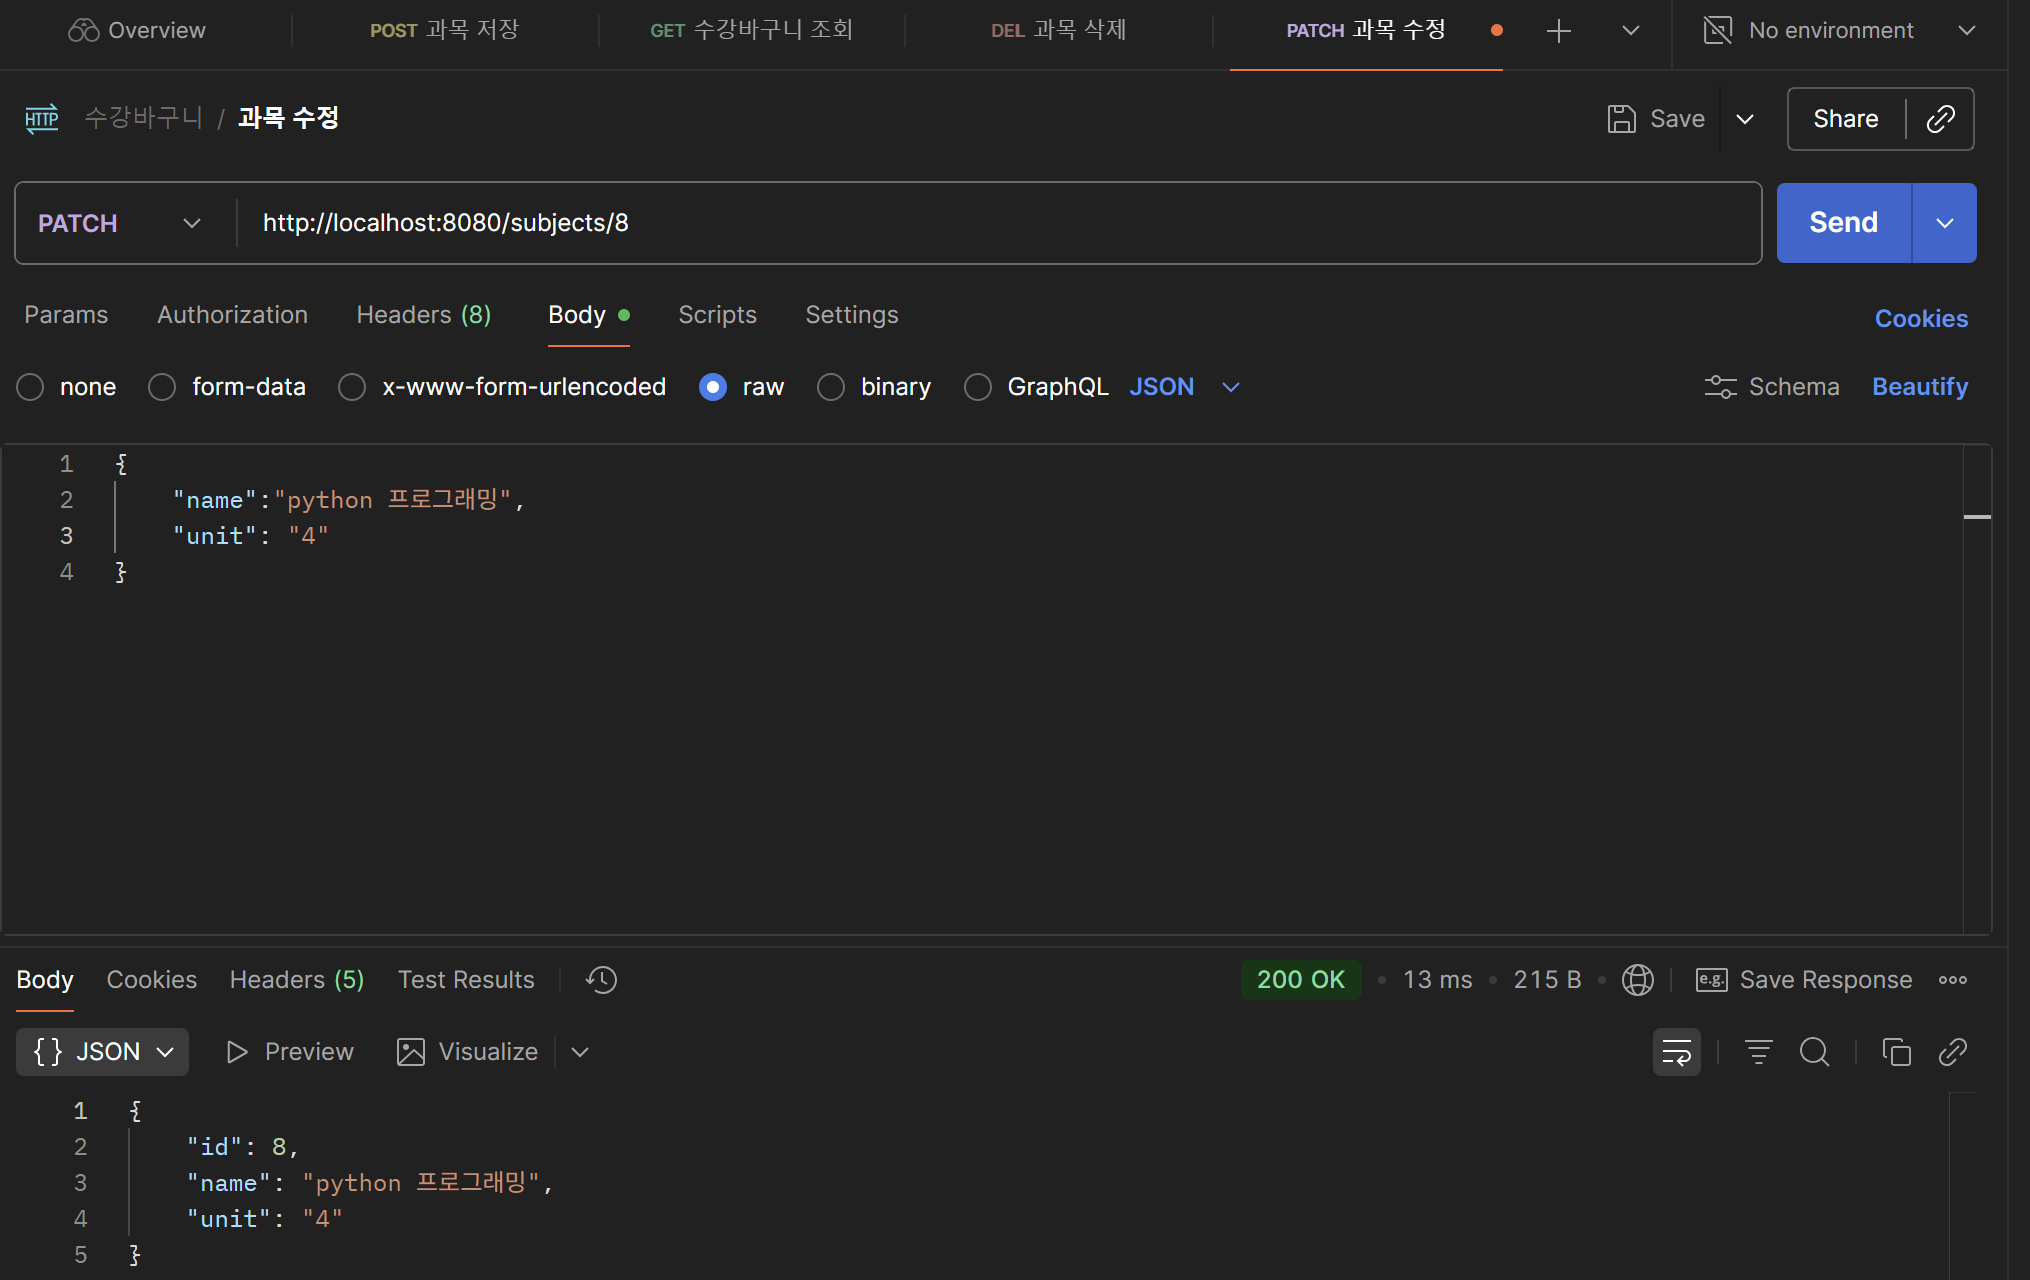 Overview
POST 과목 저장
GET 수강바구니 조회
DEL 과목 삭제
PATCH 과목 수정
No environment
HTTP
수강바구니 / 과목 수정
Save
Share
PATCH
http://localhost:8080/subjects/8
Send
Params
Authorization
Headers (8)
Body
Scripts
Settings
Cookies
none
form-data
x-www-form-urlencoded
raw
binary
GraphQL
JSON
Schema
Beautify
1 {
2 "name":"python 프로그래밍",
3 "unit": "4"
4 }
Body
Cookies
Headers (5)
Test Results
200 OK
13 ms
215 B
e.g. Save Response
{} JSON
Preview
Visualize
1 {
2 "id": 8,
3 "name": "python 프로그래밍",
4 "unit": "4"
5 }